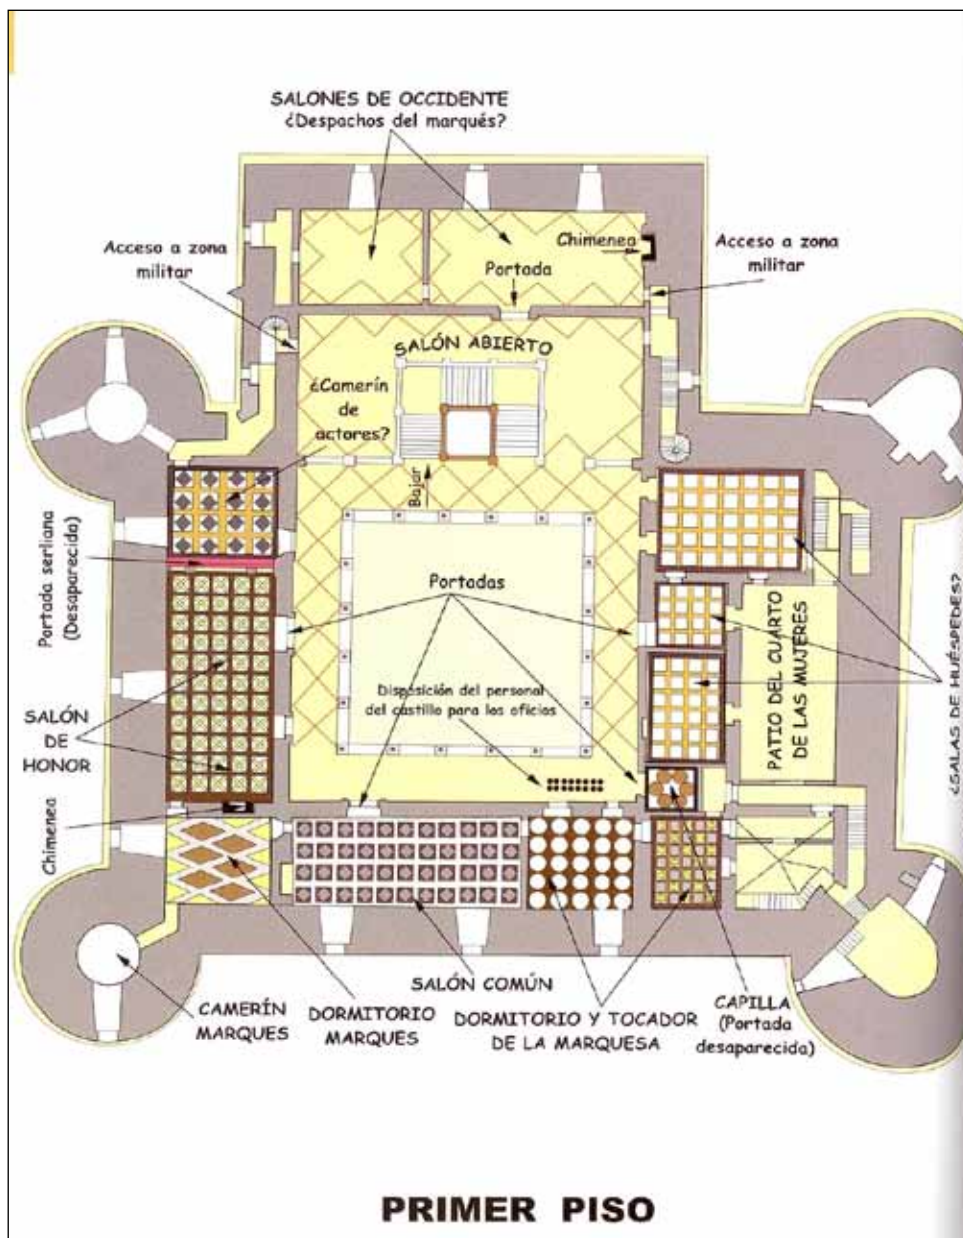 SALONES DE OCCIDENTE
¿Despachos del marqués?
Acceso a zona
militar
Chimenea
Acceso a zona
militar
Portada
SALÓN ABIERTO
¿Camerín
de
actores?
Bajar
Portada serliana
(Desaparecida)
Portadas
PATIO DEL CUARTO
DE LAS MUJERES
¿SALAS DE HUÉSPEDES?
Disposición del personal
del castillo para los oficios
SALÓN
DE
HONOR
Chimenea
CAMERÍN
MARQUES
DORMITORIO
MARQUES
SALÓN COMÚN
DORMITORIO Y TOCADOR
DE LA MARQUESA
CAPILLA
(Portada
desaparecida)
PRIMER PISO